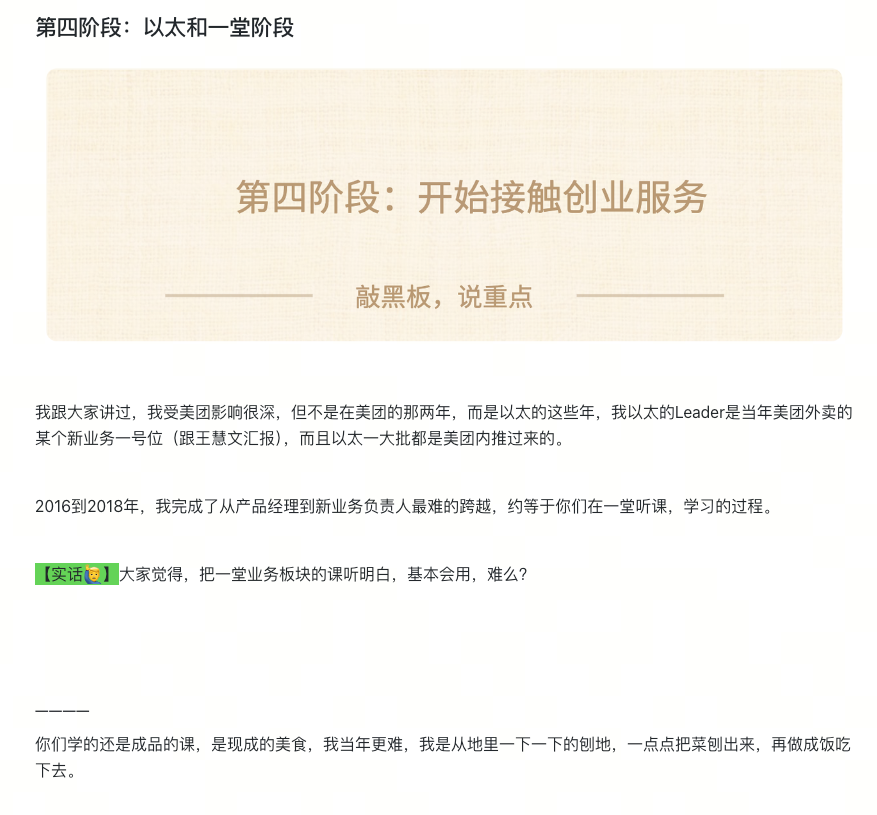 第四阶段：以太和一堂阶段
第四阶段：开始接触创业服务
敲黑板，说重点
我跟大家讲过，我受美团影响很深，但不是在美团的那两年，而是以太的这些年，我以太的Leader是当年美团外卖的
某个新业务一号位（跟王慧文汇报），而且以太一大批都是美团内推过来的。
2016到2018年，我完成了从产品经理到新业务负责人最难的跨越，约等于你们在一堂听课，学习的过程。
【实话🙋‍♂️】大家觉得，把一堂业务板块的课听明白，基本会用，难么？
————
你们学的还是成品的课，是现成的美食，我当年更难，我是从地里一下一下的刨地，一点点把菜刨出来，再做成饭吃
下去。